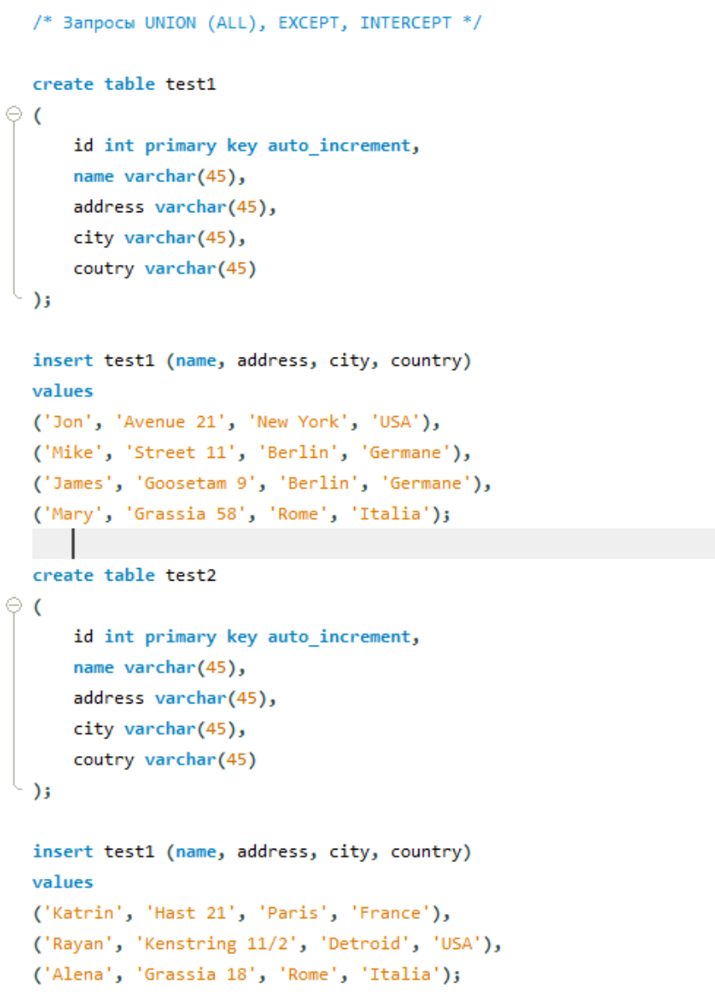 /* Запросы UNION (ALL), EXCEPT, INTERCEPT */
create table test1
(
id int primary key auto_increment,
name varchar(45),
address varchar(45),
city varchar(45),
coutry varchar(45)
);
insert test1 (name, address, city, country)
values
('Jon', 'Avenue 21', 'New York', 'USA'),
('Mike', 'Street 11', 'Berlin', 'Germane'),
('James', 'Goosetam 9', 'Berlin', 'Germane'),
('Mary', 'Grassia 58', 'Rome', 'Italia');
create table test2
(
id int primary key auto_increment,
name varchar(45),
address varchar(45),
city varchar(45),
coutry varchar(45)
);
insert test1 (name, address, city, country)
values
('Katrin', 'Hast 21', 'Paris', 'France'),
('Rayan', 'Kenstring 11/2', 'Detroid', 'USA'),
('Alena', 'Grassia 18', 'Rome', 'Italia');